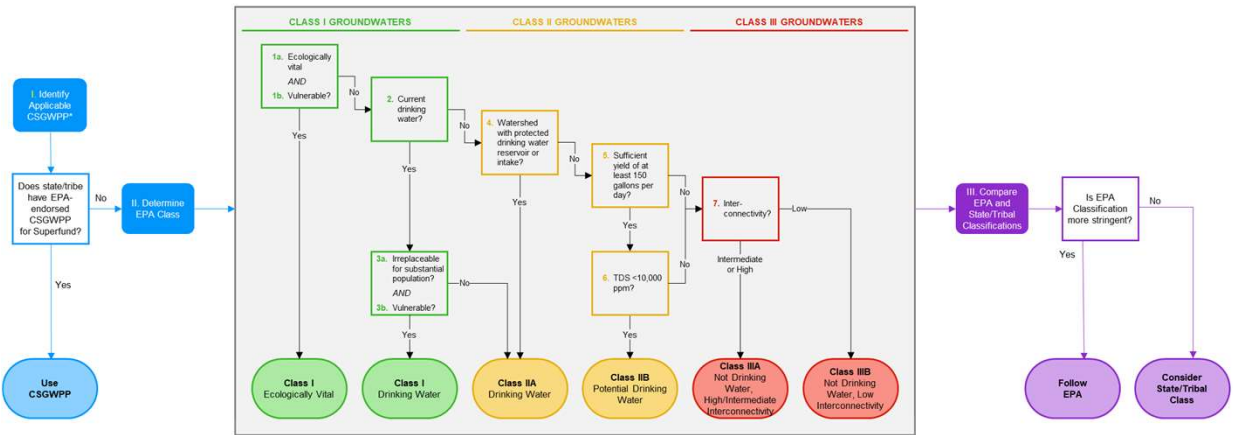 CLASS I GROUNDWATERS
CLASS II GROUNDWATERS
CLASS III GROUNDWATERS
I. Identify
Applicable
CSGWPP*
Does state/tribe
have EPA-
endorsed
CSGWPP
for Superfund?
No
Yes
Use
CSGWPP
II. Determine
EPA Class
1a. Ecologically
vital
AND
1b. Vulnerable?
No
Yes
2. Current
drinking
water?
No
Yes
3a. Irreplaceable
for substantial
population?
AND
3b. Vulnerable?
No
Yes
4. Watershed
with protected
drinking water
reservoir or
intake?
No
Yes
5. Sufficient
yield of at
least 150
gallons per
day?
No
Yes
6. TDS <10,000
ppm?
No
Yes
7. Inter-
connectivity?
Low
Intermediate
or High
Class I
Ecologically Vital
Class I
Drinking Water
Class IIA
Drinking Water
Class IIB
Potential Drinking
Water
Class IIIA
Not Drinking
Water,
High/Intermediate
Interconnectivity
Class IIIB
Not Drinking
Water, Low
Interconnectivity
III. Compare
EPA and
State/Tribal
Classifications
Is EPA
Classification
more stringent?
No
Yes
Follow
EPA
Consider
State/Tribal
Class